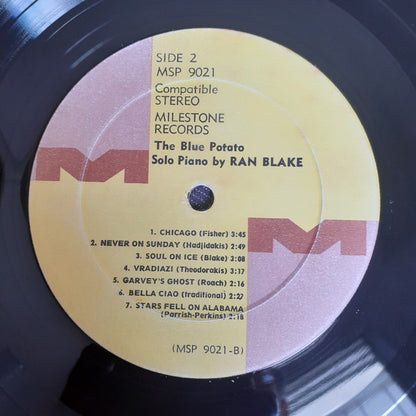 SIDE 2
MSP 9021
Compatible
STEREO
MILESTONE
RECORDS
The Blue Potato
Solo Piano by RAN BLAKE
1. CHICAGO (Fisher) 3:45
2. NEVER ON SUNDAY (Hadjidakis) 2:49
3. SOUL ON ICE (Blake) 3:08
4. VRADIAZI (Theodorakis) 3:17
5. GARVEY'S GHOST (Roach) 2:16
6. BELLA CIAO (traditional) 2:27
7. STARS FELL ON ALABAMA
(Parrish-Perkins) 2:18
(MSP 9021-B)